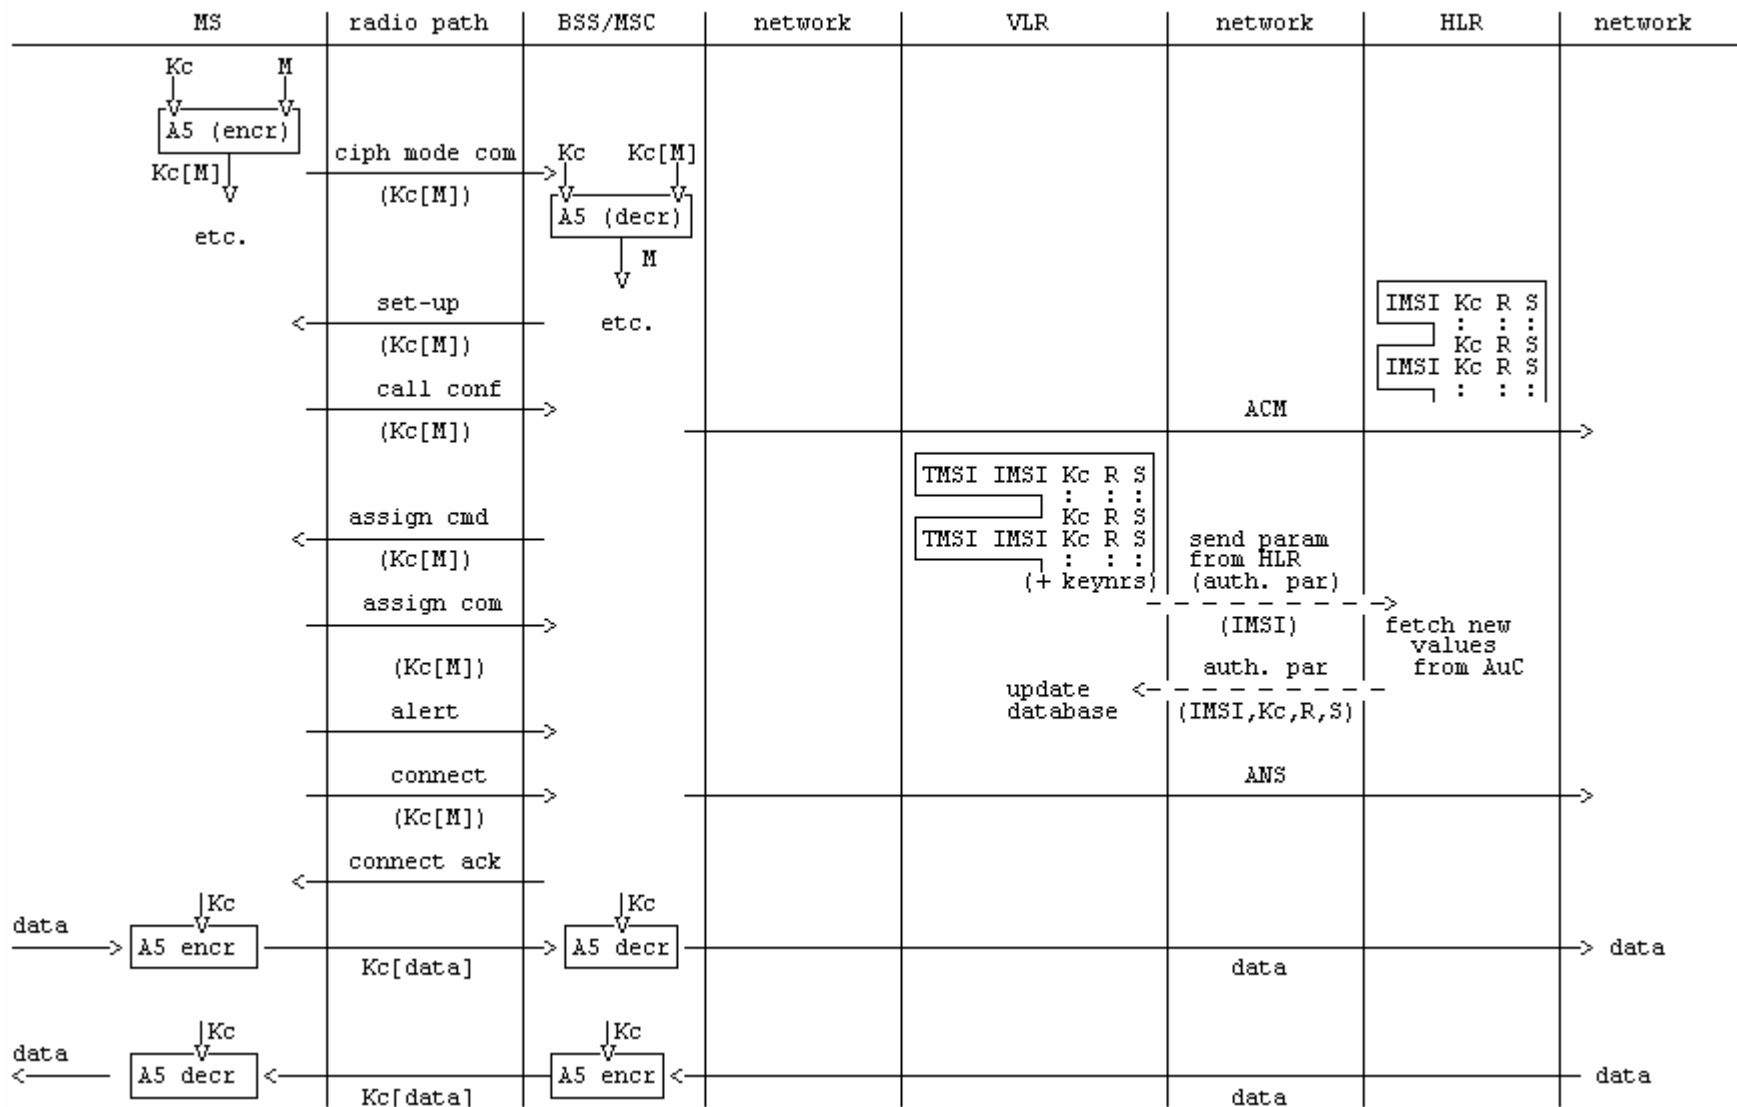 MS radio path BSS/MSC network VLR network HLR network
Kc M
A5 (encr)
ciph mode com Kc Kc[M]
Kc[M]
(Kc[M])
A5 (decr)
etc.
M
set-up IMSI Kc R S
etc. : : :
(Kc[M]) Kc R S
IMSI Kc R S
call conf : : :
ACM
(Kc[M])
TMSI IMSI Kc R S
: : :
assign cmd Kc R S
TMSI IMSI Kc R S send param
(Kc[M]) : : : from HLR
(+ keynrs) (auth. par)
assign com
(IMSI) fetch new
values
(Kc[M]) auth. par from AuC
update
alert database (IMSI,Kc,R,S)
connect ANS
(Kc[M])
connect ack
Kc Kc
data
A5 encr A5 decr data
Kc[data] data
Kc Kc
data
A5 decr A5 encr data
Kc[data] data